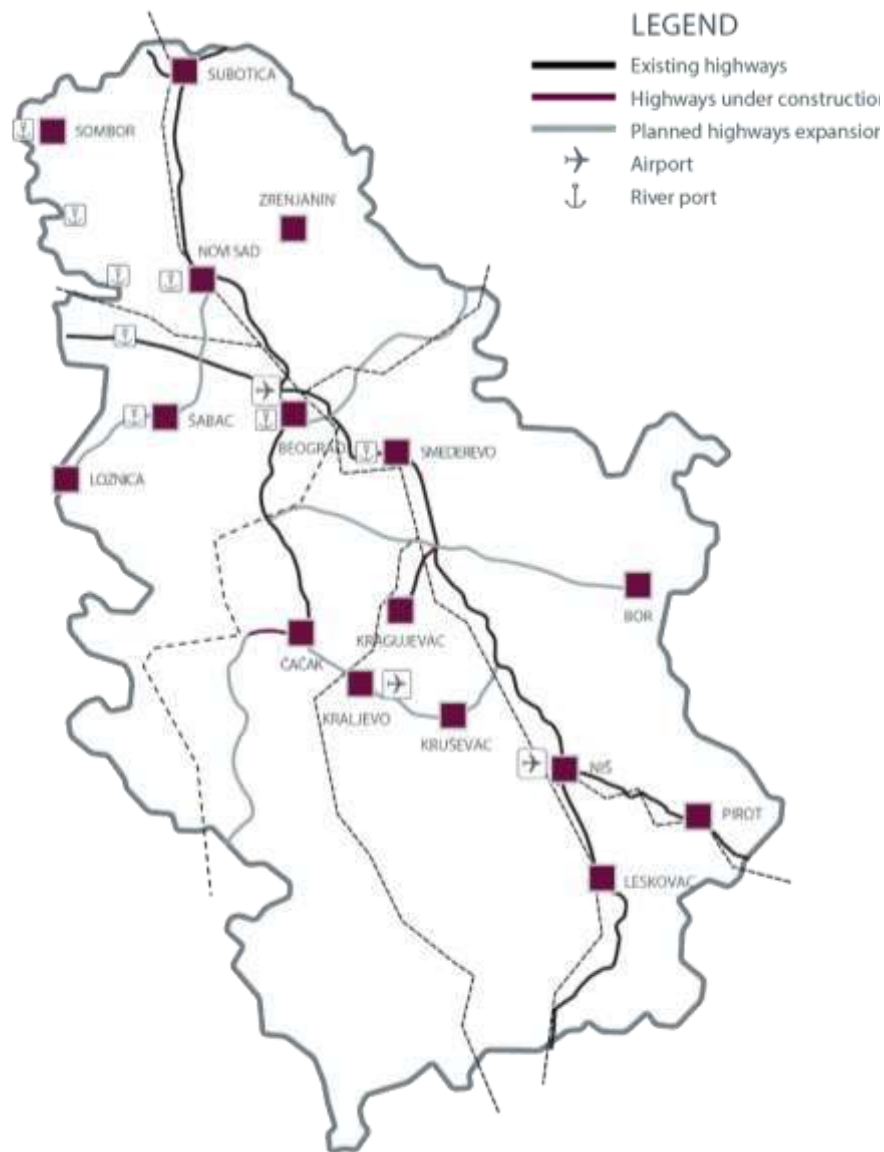 LEGEND
Existing highways
Highways under construction
Planned highways expansion
Airport
River port
SUBOTICA
SOMBOR
ZRENJANIN
NOVI SAD
ŠABAC
BEOGRAD
SMEDEREVO
LOZNICA
BOR
KRAGUJEVAC
ČAČAK
KRALJEVO
KRUŠEVAC
NIŠ
PIROT
LESKOVAC